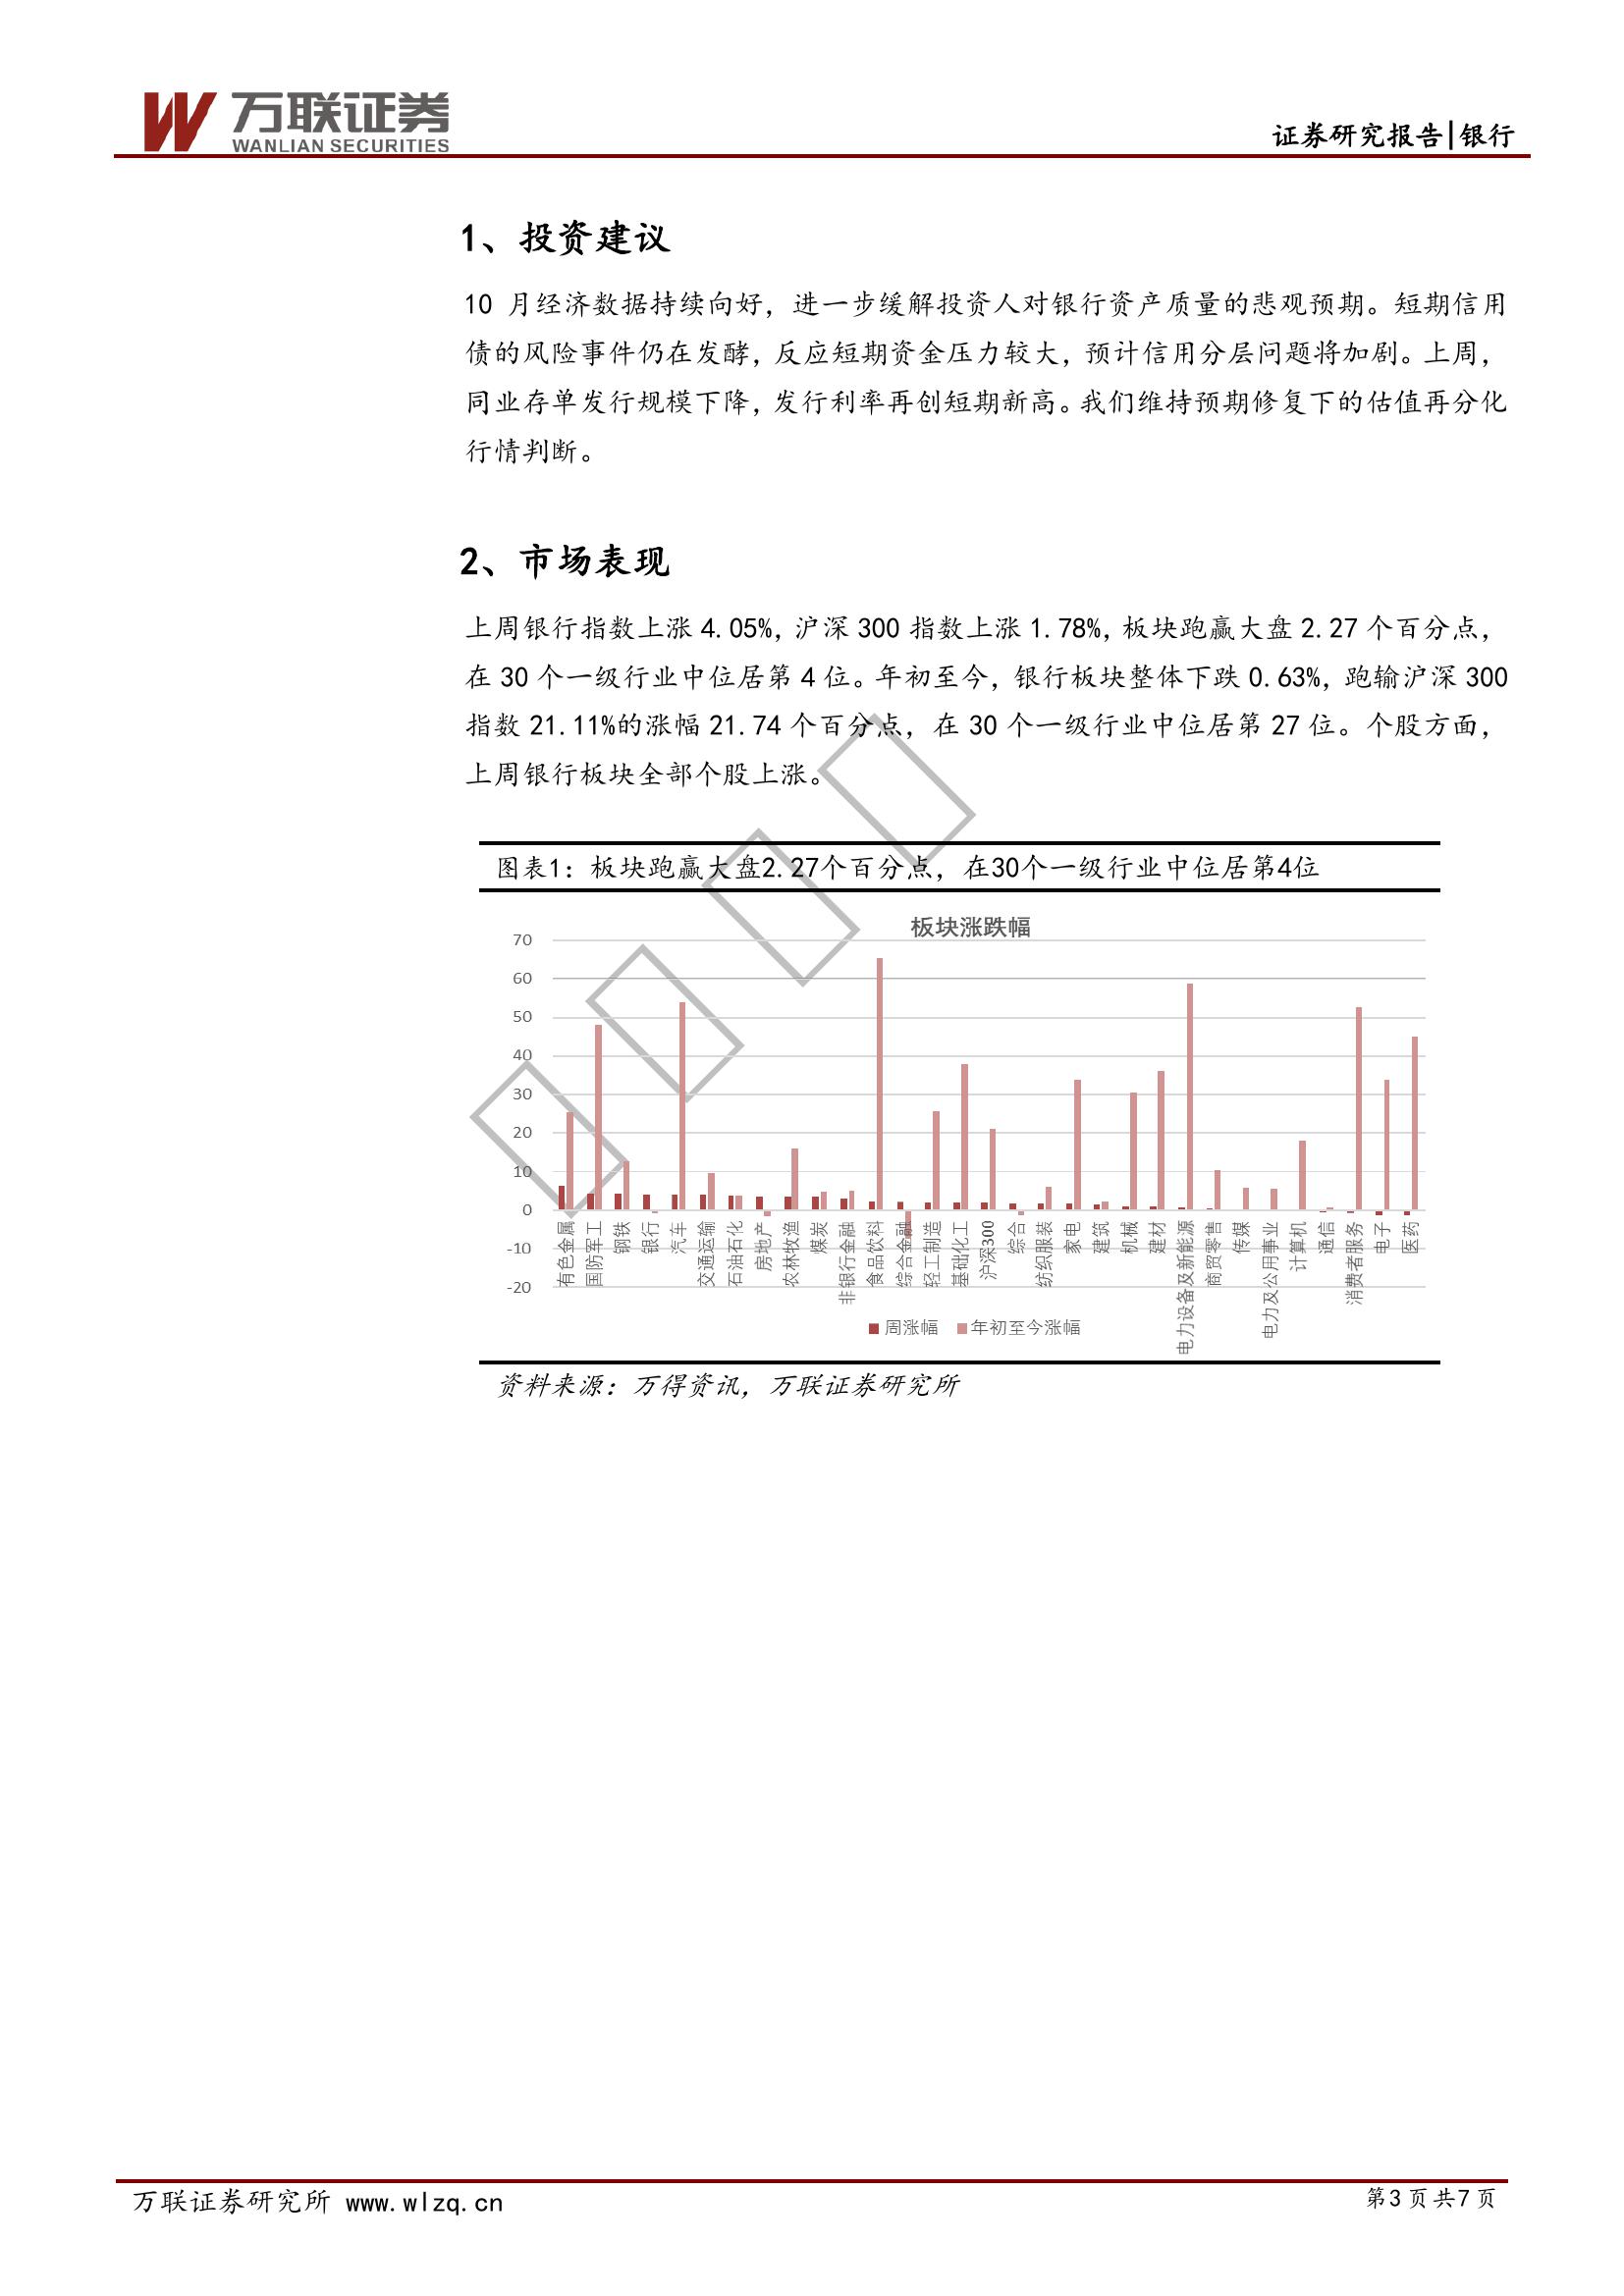 万联证券
WANLIAN SECURITIES
证券研究报告|银行
1、投资建议
10 月经济数据持续向好，进一步缓解投资人对银行资产质量的悲观预期。短期信用
债的风险事件仍在发酵，反应短期资金压力较大，预计信用分层问题将加剧。上周，
同业存单发行规模下降，发行利率再创短期新高。我们维持预期修复下的估值再分化
行情判断。
2、市场表现
上周银行指数上涨 4.05%，沪深 300 指数上涨 1.78%，板块跑赢大盘 2.27 个百分点，
在 30 个一级行业中位居第 4 位。年初至今，银行板块整体下跌 0.63%，跑输沪深 300
指数 21.11%的涨幅 21.74 个百分点，在 30 个一级行业中位居第 27 位。个股方面，
上周银行板块全部个股上涨。
图表1：板块跑赢大盘2.27个百分点，在30个一级行业中位居第4位
板块涨跌幅
70
60
50
40
30
20
10
0
-10
-20
有色金属
国防军工
钢铁
银行
汽车
交通运输
石油石化
房地产
农林牧渔
煤炭
非银行金融
食品饮料
综合金融
轻工制造
基础化工
沪深300
综合
纺织服装
家电
建筑
机械
建材
电力设备及新能源
商贸零售
传媒
电力及公用事业
计算机
通信
消费者服务
电子
医药
周涨幅 年初至今涨幅
资料来源：万得资讯，万联证券研究所
万联证券研究所 www.wlzq.cn
第3页共7页